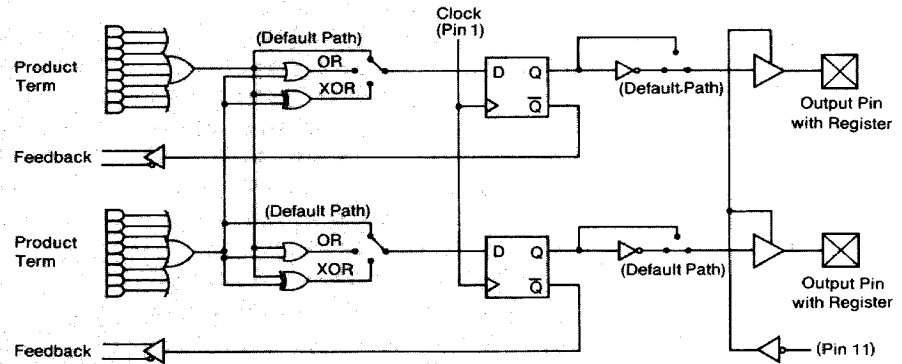 Clock
(Pin 1)
(Default Path)
OR
XOR
Product
Term
D Q
Q̅
(Default Path)
Output Pin
with Register
Feedback
(Default Path)
OR
XOR
Product
Term
D Q
Q̅
(Default Path)
Output Pin
with Register
Feedback
(Pin 11)